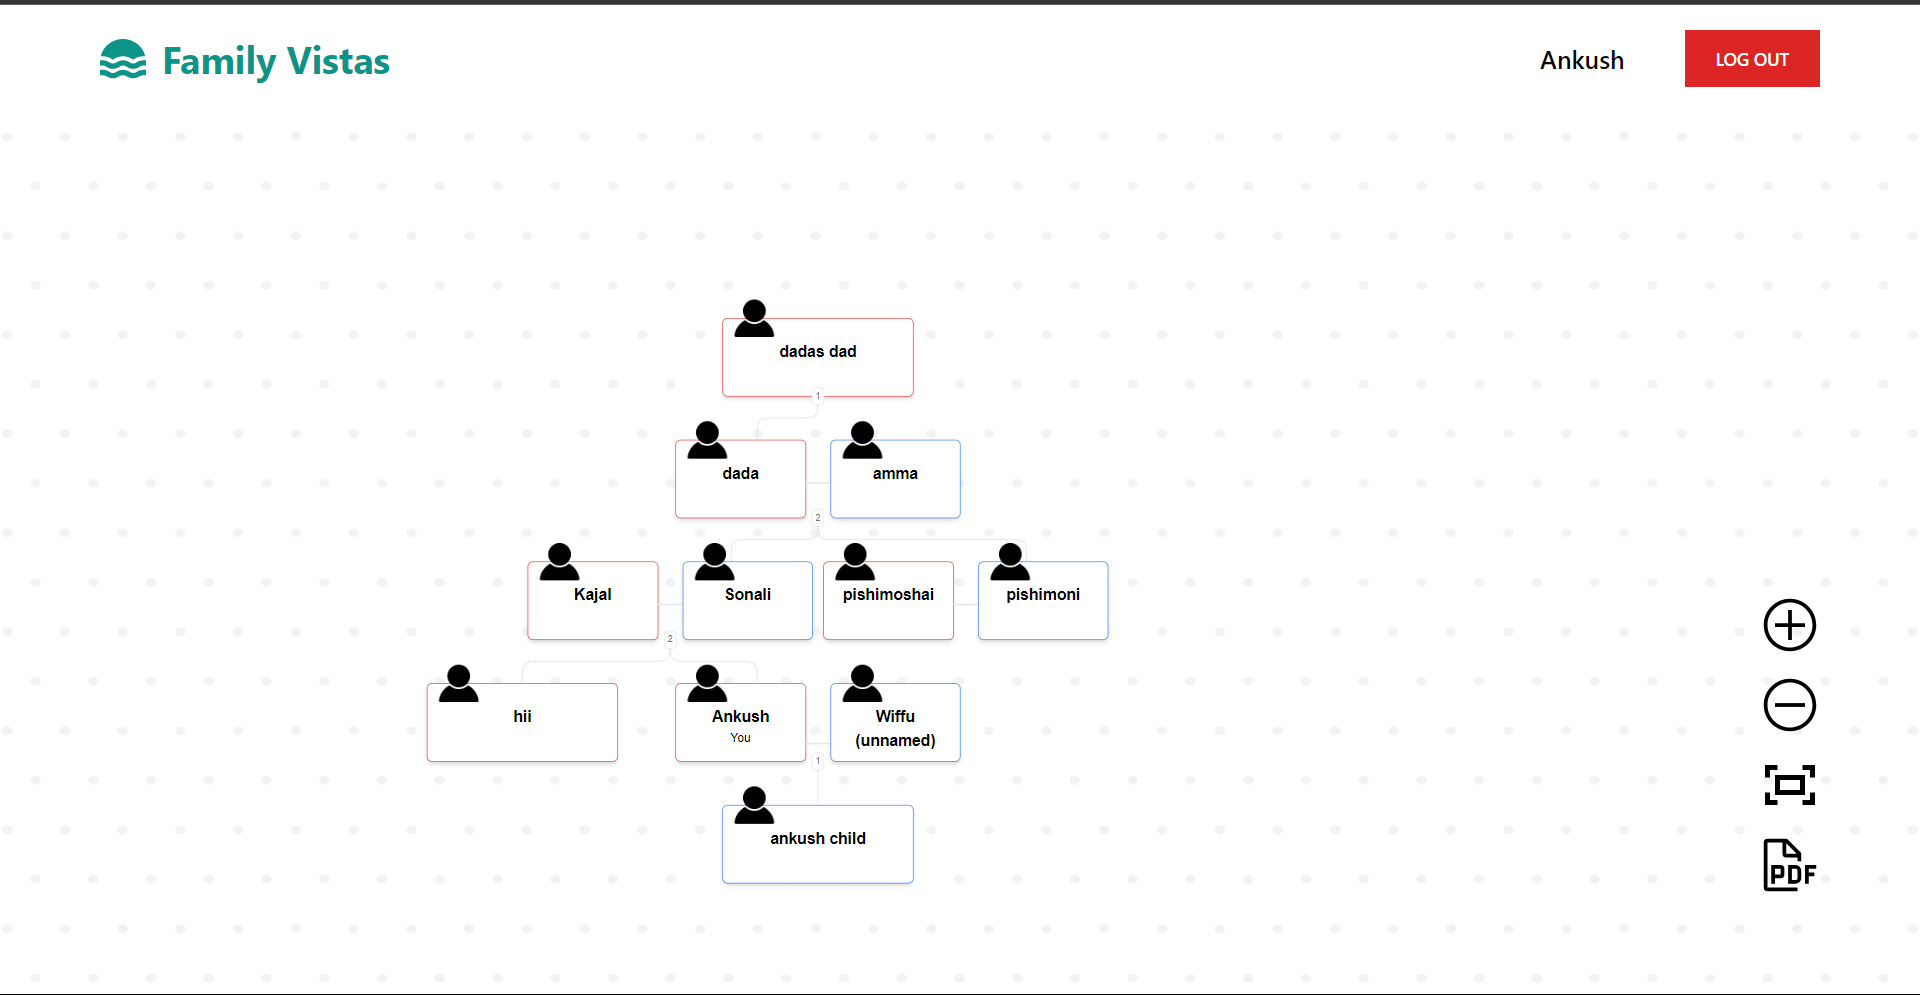 Family Vistas
Ankush
LOG OUT
dadas dad
1
dada
amma
2
Kajal
Sonali
pishimoshai
pishimoni
2
hii
Ankush
You
Wiffu
(unnamed)
1
ankush child
PDF